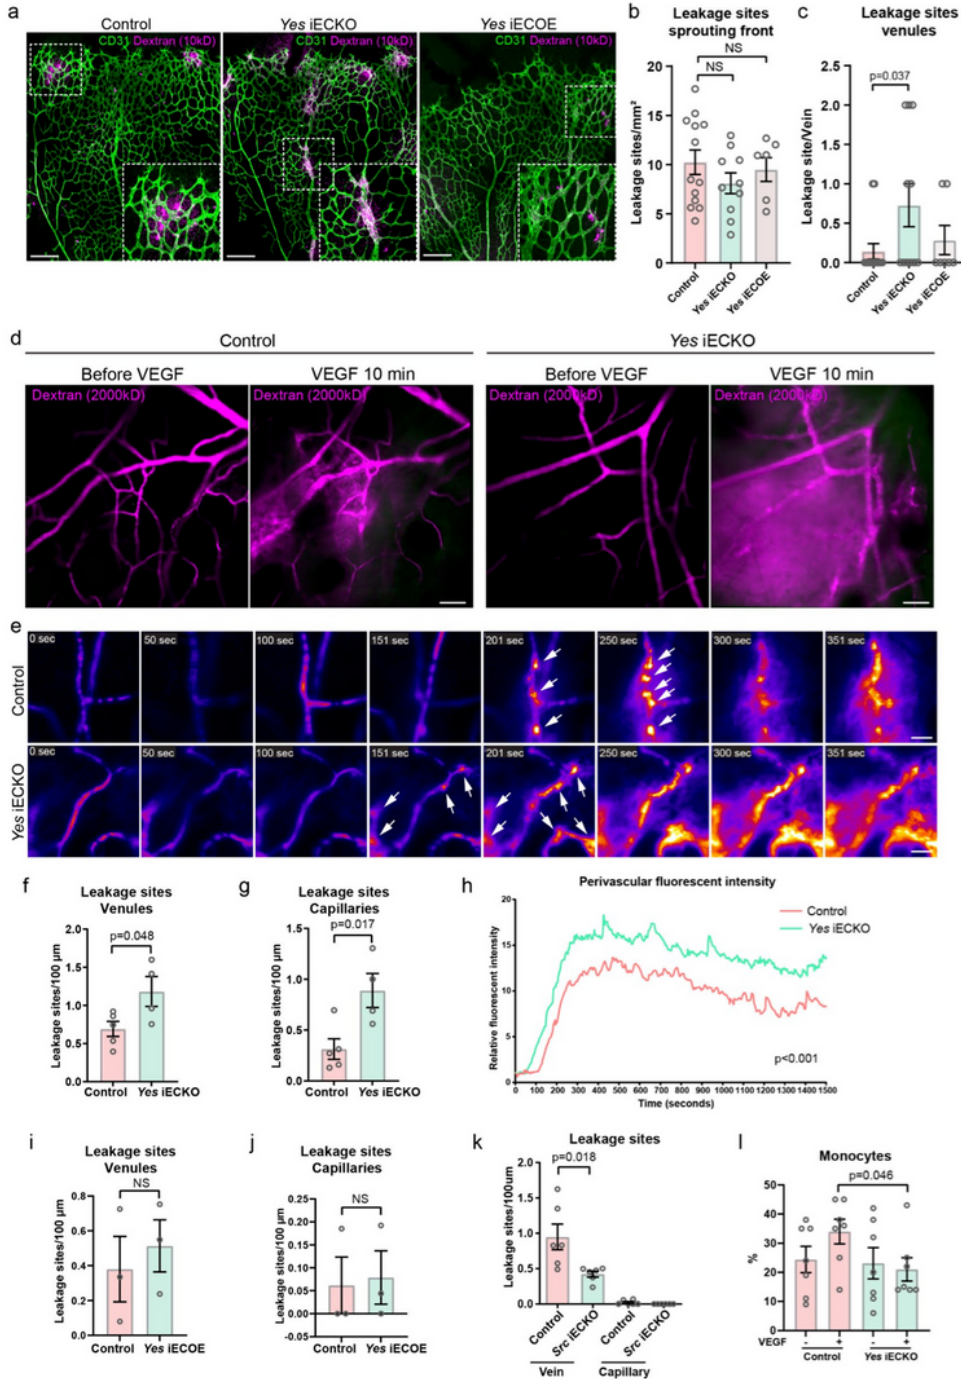 a
Control
Yes iECKO
Yes iECOE
CD31 Dextran (10kD)
CD31 Dextran (10kD)
CD31 Dextran (10kD)
b
Leakage sites
sprouting front
NS
NS
Leakage sites/mm²
20
15
10
5
0
Control
Yes iECKO
Yes iECOE
c
Leakage sites
venules
p=0.037
Leakage site/Vein
2.5
2.0
1.5
1.0
0.5
0.0
Control
Yes iECKO
Yes iECOE
d
Control
Yes iECKO
Before VEGF
VEGF 10 min
Before VEGF
VEGF 10 min
Dextran (2000kD)
Dextran (2000kD)
Dextran (2000kD)
Dextran (2000kD)
e
Control
0 sec
50 sec
100 sec
151 sec
201 sec
250 sec
300 sec
351 sec
Yes iECKO
0 sec
50 sec
100 sec
151 sec
201 sec
250 sec
300 sec
351 sec
f
Leakage sites
Venules
p=0.048
Leakage sites/100 µm
2.0
1.5
1.0
0.5
0.0
Control
Yes iECKO
g
Leakage sites
Capillaries
p=0.017
Leakage sites/100 µm
1.5
1.0
0.5
0.0
Control
Yes iECKO
h
Perivascular fluorescent intensity
Control
Yes iECKO
Relative fluorescent intensity
20
15
10
5
0
p<0.001
0 100 200 300 400 500 600 700 800 900 1000 1100 1200 1300 1400 1500
Time (seconds)
i
Leakage sites
Venules
NS
Leakage sites/100 µm
0.8
0.6
0.4
0.2
0.0
Control
Yes iECOE
j
Leakage sites
Capillaries
NS
Leakage sites/100 µm
0.25
0.20
0.15
0.10
0.05
0.00
-0.05
Control
Yes iECOE
k
Leakage sites
p=0.018
Leakage sites/100um
2.0
1.5
1.0
0.5
0.0
Control
Src iECKO
Control
Src iECKO
Vein
Capillary
l
Monocytes
p=0.046
%
50
40
30
20
10
0
VEGF - + - +
Control
Yes iECKO